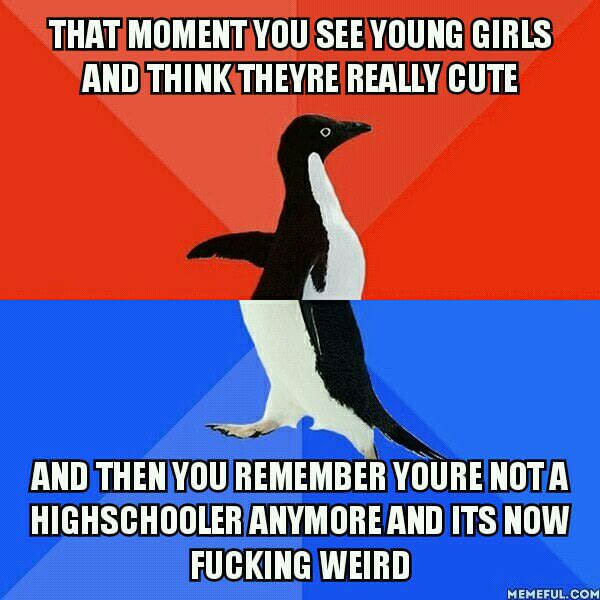 THAT MOMENT YOU SEE YOUNG GIRLS
AND THINK THEYRE REALLY CUTE
AND THEN YOU REMEMBER YOURE NOT A
HIGHSCHOOLER ANYMORE AND ITS NOW
FUCKING WEIRD
MEMEFUL.COM